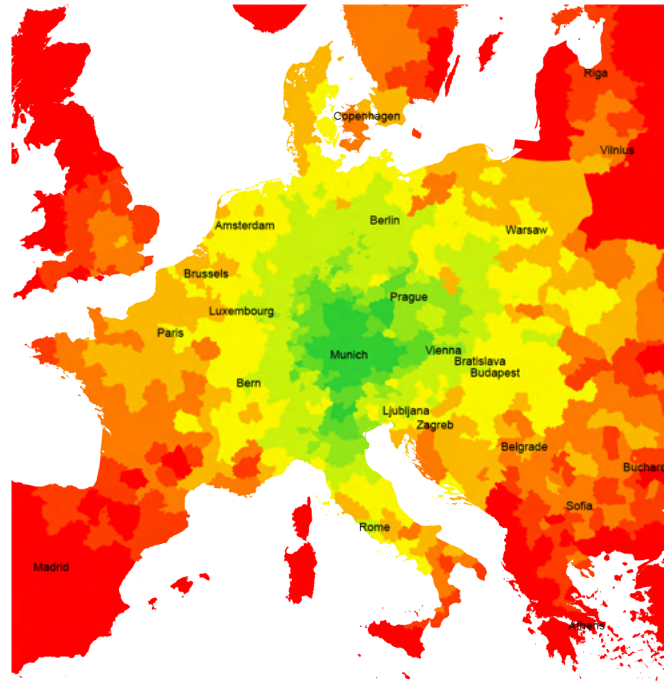 Riga
Copenhagen
Vilnius
Amsterdam
Berlin
Warsaw
Brussels
Prague
Luxembourg
Paris
Munich
Vienna
Bratislava
Budapest
Bern
Ljubljana
Zagreb
Belgrade
Buchar
Sofia
Rome
Madrid
Athens